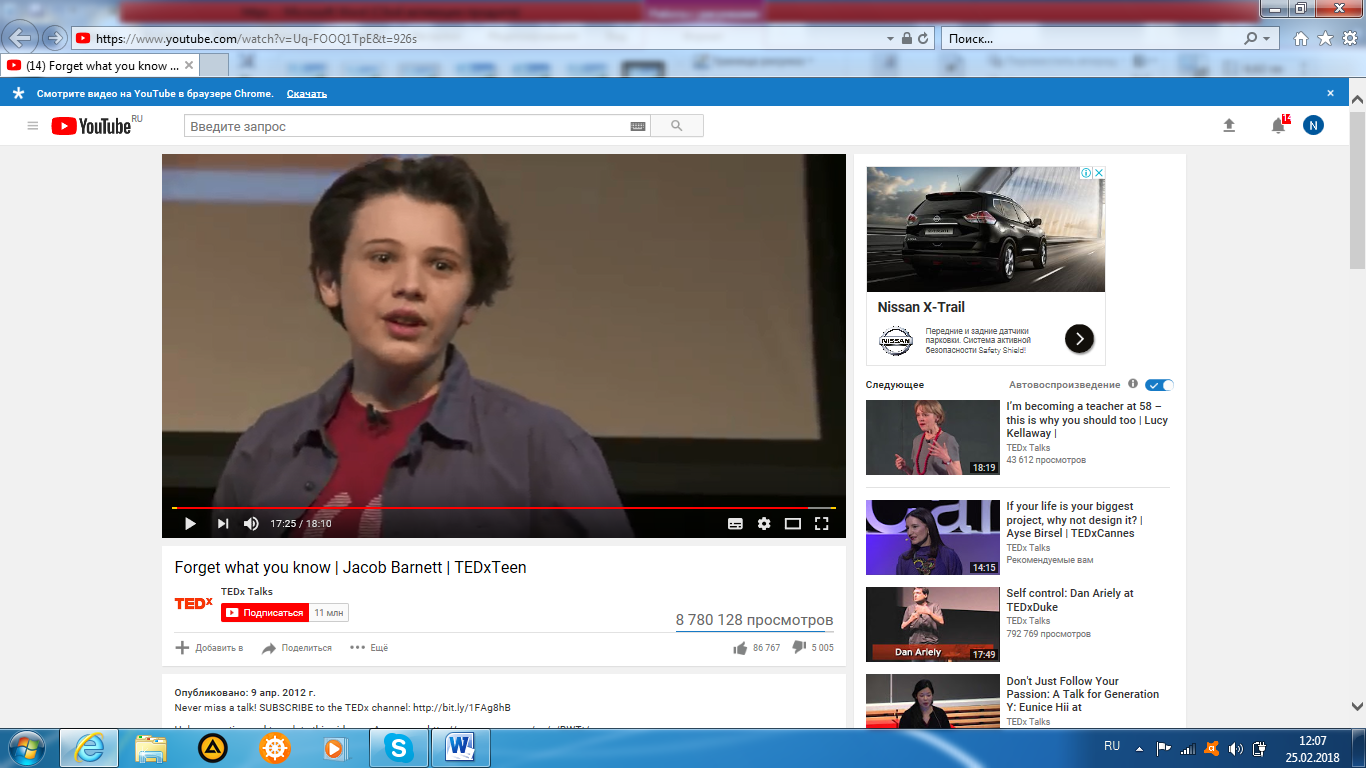 https://www.youtube.com/watch?v=Uq-FOOQ1TpE&t=926s
Поиск...
(14) Forget what you know ...
Смотрите видео на YouTube в браузере Chrome. Скачать
YouTube RU
Введите запрос
14
N
17:25 / 18:10
Forget what you know | Jacob Barnett | TEDxTeen
TEDx
TEDx Talks
Подписаться 11 млн
8 780 128 просмотров
Добавить в Поделиться Ещё
86 767 5 005
Опубликовано: 9 апр. 2012 г.
Never miss a talk! SUBSCRIBE to the TEDx channel: http://bit.ly/1FAg8hB
Nissan X-Trail
NISSAN
Передние и задние датчики
парковки. Система активной
безопасности Safety Shield!
Следующее Автовоспроизведение
I'm becoming a teacher at 58 –
this is why you should too | Lucy
Kellaway |
TEDx Talks
43 612 просмотров
18:19
If your life is your biggest
project, why not design it? |
Ayse Birsel | TEDxCannes
TEDx Talks
Рекомендуемые вам
14:15
Self control: Dan Ariely at
TEDxDuke
TEDx Talks
792 769 просмотров
Dan Ariely 17:49
Don't Just Follow Your
Passion: A Talk for Generation
Y: Eunice Hii at
TEDx Talks
RU
12:07
25.02.2018